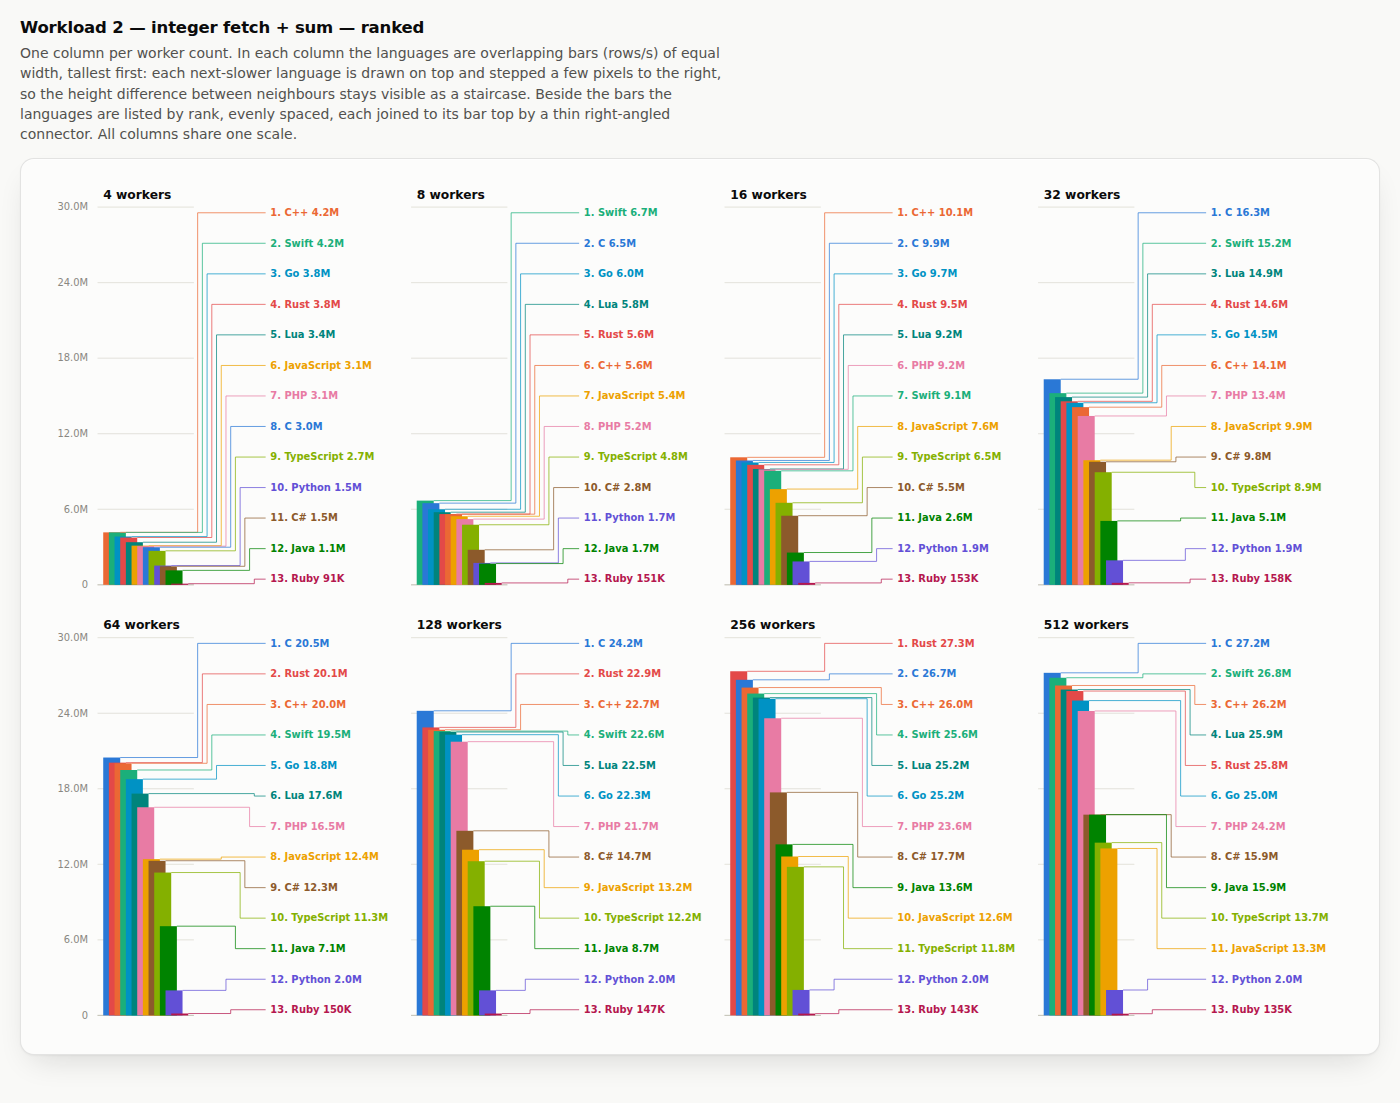 Workload 2 — integer fetch + sum — ranked
One column per worker count. In each column the languages are overlapping bars (rows/s) of equal
width, tallest first: each next-slower language is drawn on top and stepped a few pixels to the right,
so the height difference between neighbours stays visible as a staircase. Beside the bars the
languages are listed by rank, evenly spaced, each joined to its bar top by a thin right-angled
connector. All columns share one scale.
4 workers
30.0M
24.0M
18.0M
12.0M
6.0M
0
1. C++ 4.2M
2. Swift 4.2M
3. Go 3.8M
4. Rust 3.8M
5. Lua 3.4M
6. JavaScript 3.1M
7. PHP 3.1M
8. C 3.0M
9. TypeScript 2.7M
10. Python 1.5M
11. C# 1.5M
12. Java 1.1M
13. Ruby 91K
8 workers
1. Swift 6.7M
2. C 6.5M
3. Go 6.0M
4. Lua 5.8M
5. Rust 5.6M
6. C++ 5.6M
7. JavaScript 5.4M
8. PHP 5.2M
9. TypeScript 4.8M
10. C# 2.8M
11. Python 1.7M
12. Java 1.7M
13. Ruby 151K
16 workers
1. C++ 10.1M
2. C 9.9M
3. Go 9.7M
4. Rust 9.5M
5. Lua 9.2M
6. PHP 9.2M
7. Swift 9.1M
8. JavaScript 7.6M
9. TypeScript 6.5M
10. C# 5.5M
11. Java 2.6M
12. Python 1.9M
13. Ruby 153K
32 workers
1. C 16.3M
2. Swift 15.2M
3. Lua 14.9M
4. Rust 14.6M
5. Go 14.5M
6. C++ 14.1M
7. PHP 13.4M
8. JavaScript 9.9M
9. C# 9.8M
10. TypeScript 8.9M
11. Java 5.1M
12. Python 1.9M
13. Ruby 158K
64 workers
30.0M
24.0M
18.0M
12.0M
6.0M
0
1. C 20.5M
2. Rust 20.1M
3. C++ 20.0M
4. Swift 19.5M
5. Go 18.8M
6. Lua 17.6M
7. PHP 16.5M
8. JavaScript 12.4M
9. C# 12.3M
10. TypeScript 11.3M
11. Java 7.1M
12. Python 2.0M
13. Ruby 150K
128 workers
1. C 24.2M
2. Rust 22.9M
3. C++ 22.7M
4. Swift 22.6M
5. Lua 22.5M
6. Go 22.3M
7. PHP 21.7M
8. C# 14.7M
9. JavaScript 13.2M
10. TypeScript 12.2M
11. Java 8.7M
12. Python 2.0M
13. Ruby 147K
256 workers
1. Rust 27.3M
2. C 26.7M
3. C++ 26.0M
4. Swift 25.6M
5. Lua 25.2M
6. Go 25.2M
7. PHP 23.6M
8. C# 17.7M
9. Java 13.6M
10. JavaScript 12.6M
11. TypeScript 11.8M
12. Python 2.0M
13. Ruby 143K
512 workers
1. C 27.2M
2. Swift 26.8M
3. C++ 26.2M
4. Lua 25.9M
5. Rust 25.8M
6. Go 25.0M
7. PHP 24.2M
8. C# 15.9M
9. Java 15.9M
10. TypeScript 13.7M
11. JavaScript 13.3M
12. Python 2.0M
13. Ruby 135K